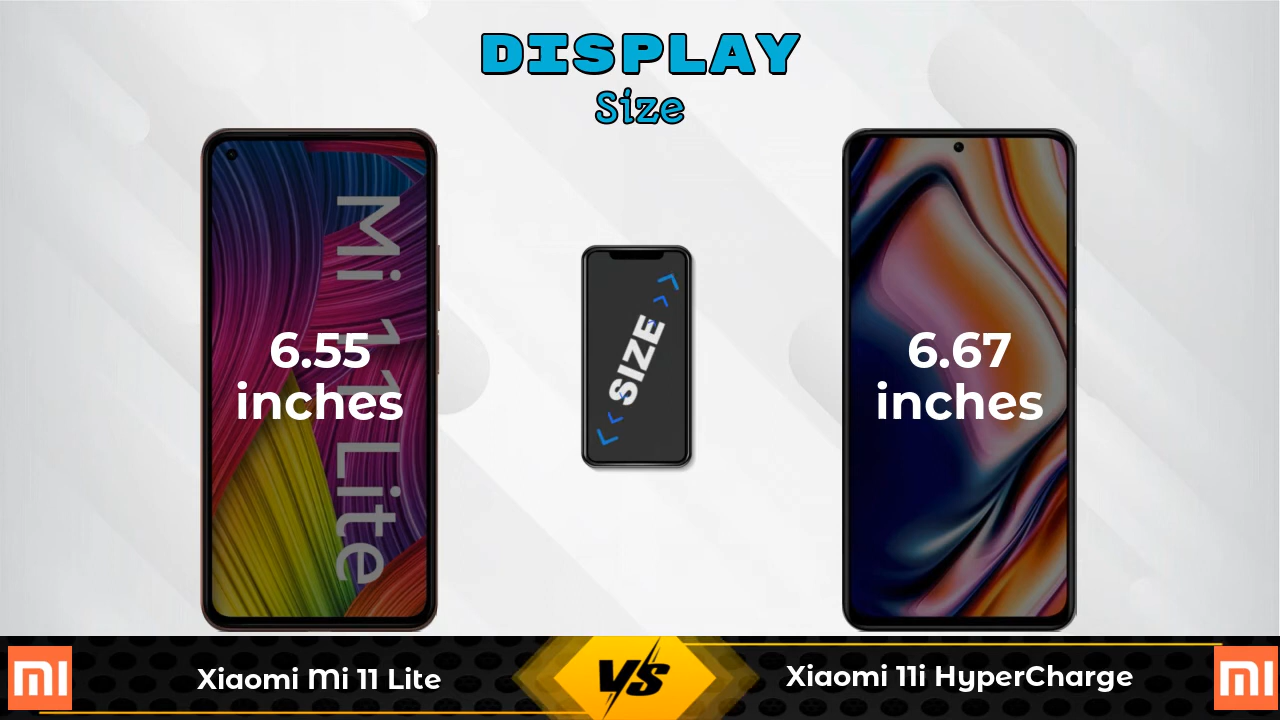 DISPLAY
Size
Mi 11 Lite
6.55
inches
SIZE
6.67
inches
MI
Xiaomi Mi 11 Lite
VS
Xiaomi 11i HyperCharge
MI